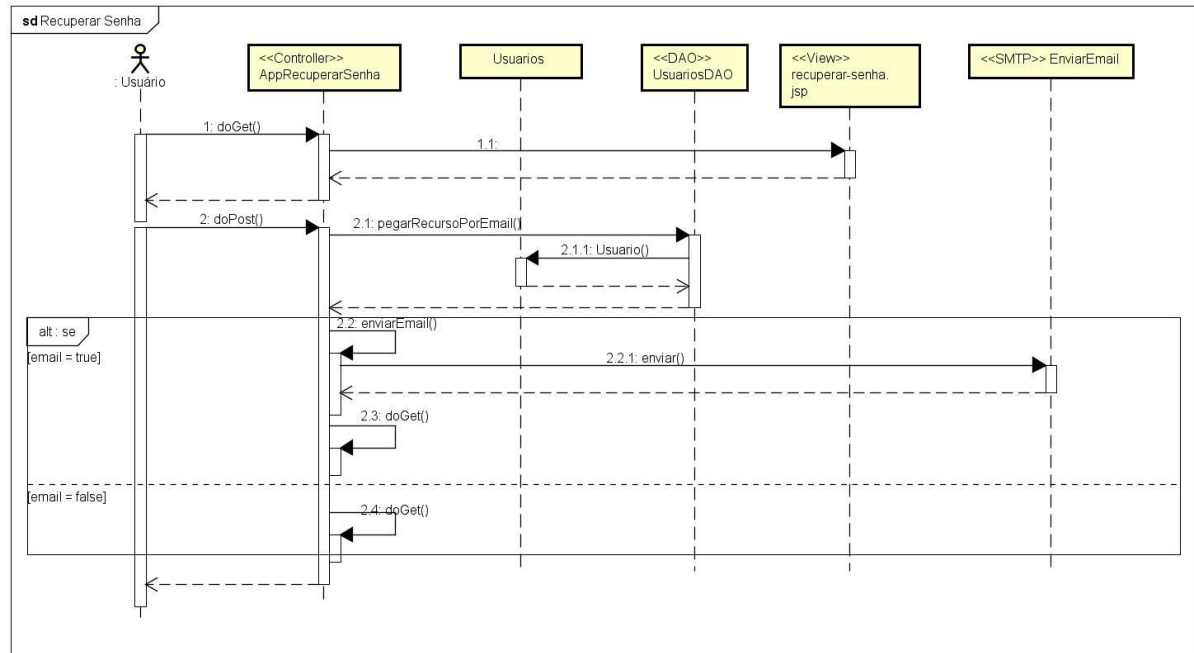 sd Recuperar Senha
: Usuário
<<Controller>>
AppRecuperarSenha
Usuarios
<<DAO>>
UsuariosDAO
<<View>>
recuperar-senha.
jsp
<<SMTP>> EnviarEmail
1: doGet()
1.1:
2: doPost()
2.1: pegarRecursoPorEmail()
2.1.1: Usuario()
alt : se
[email = true]
2.2: enviarEmail()
2.2.1: enviar()
2.3: doGet()
[email = false]
2.4: doGet()